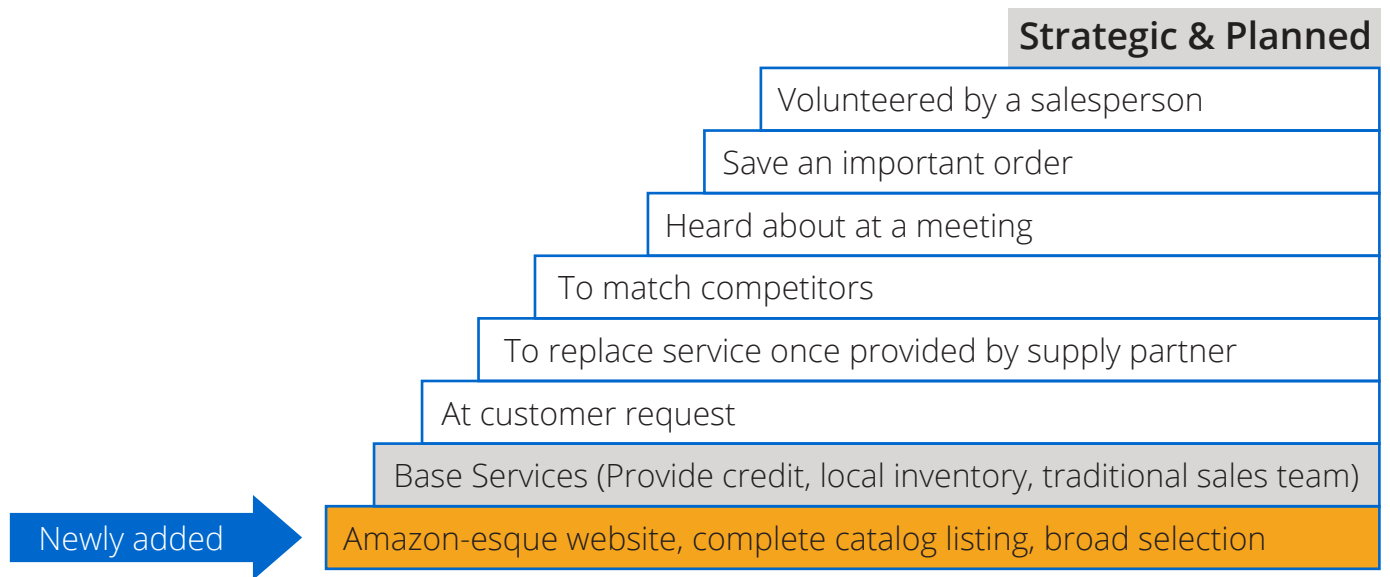 Strategic & Planned
Volunteered by a salesperson
Save an important order
Heard about at a meeting
To match competitors
To replace service once provided by supply partner
At customer request
Base Services (Provide credit, local inventory, traditional sales team)
Newly added
Amazon-esque website, complete catalog listing, broad selection